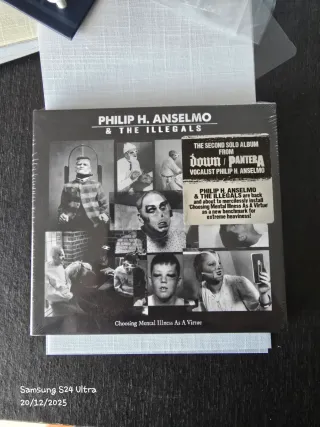 PHILIP H. ANSELMO
& THE ILLEGALS
THE SECOND SOLO ALBUM
FROM
DOWN / PANTERA
VOCALIST PHILIP H. ANSELMO
PHILIP H. ANSELMO
& THE ILLEGALS are back
and about to mercilessly install
'Choosing Mental Illness As A Virtue'
as a new benchmark for
extreme heaviness!
Choosing Mental Illness As A Virtue
Samsung S24 Ultra
20/12/2025